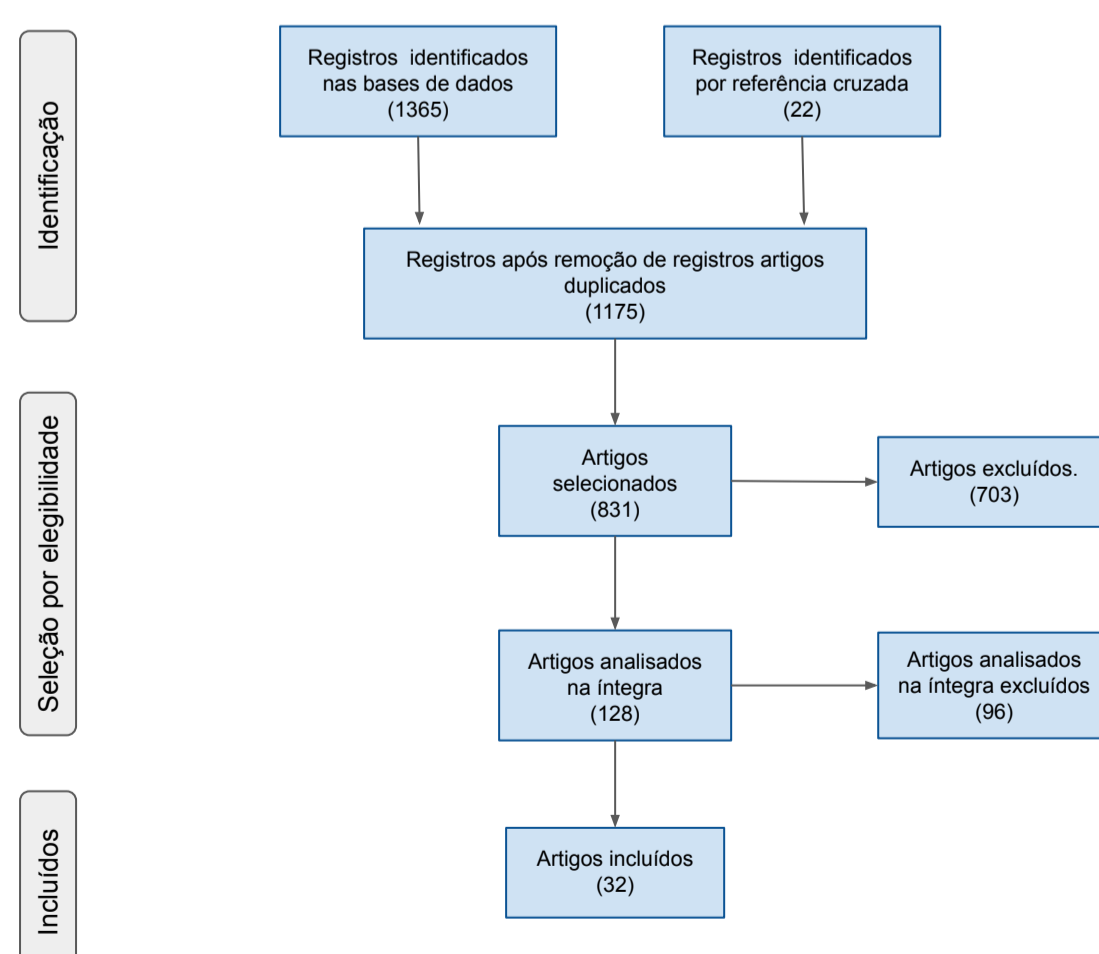 Identificação
Registros identificados
nas bases de dados
(1365)
Registros identificados
por referência cruzada
(22)
Registros após remoção de registros artigos
duplicados
(1175)
Seleção por elegibilidade
Artigos
selecionados
(831)
Artigos excluídos.
(703)
Artigos analisados
na íntegra
(128)
Artigos analisados
na íntegra excluídos
(96)
Incluídos
Artigos incluídos
(32)